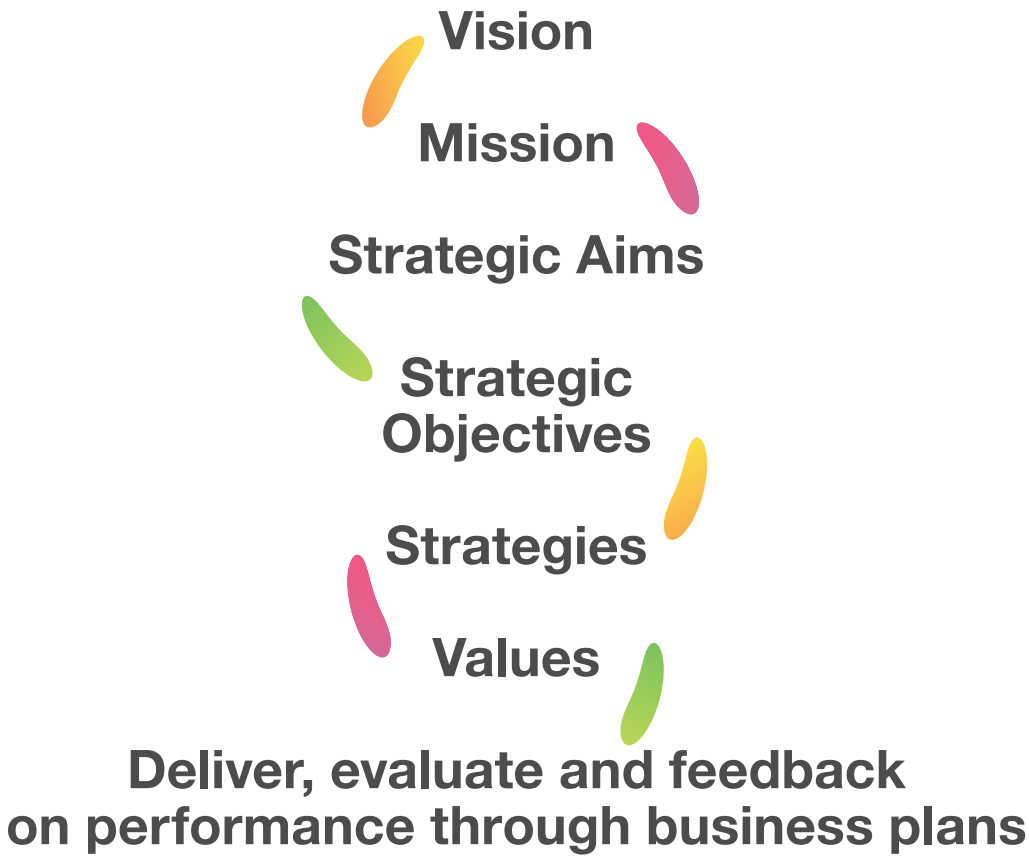 Vision
Mission
Strategic Aims
Strategic
Objectives
Strategies
Values
Deliver, evaluate and feedback
on performance through business plans